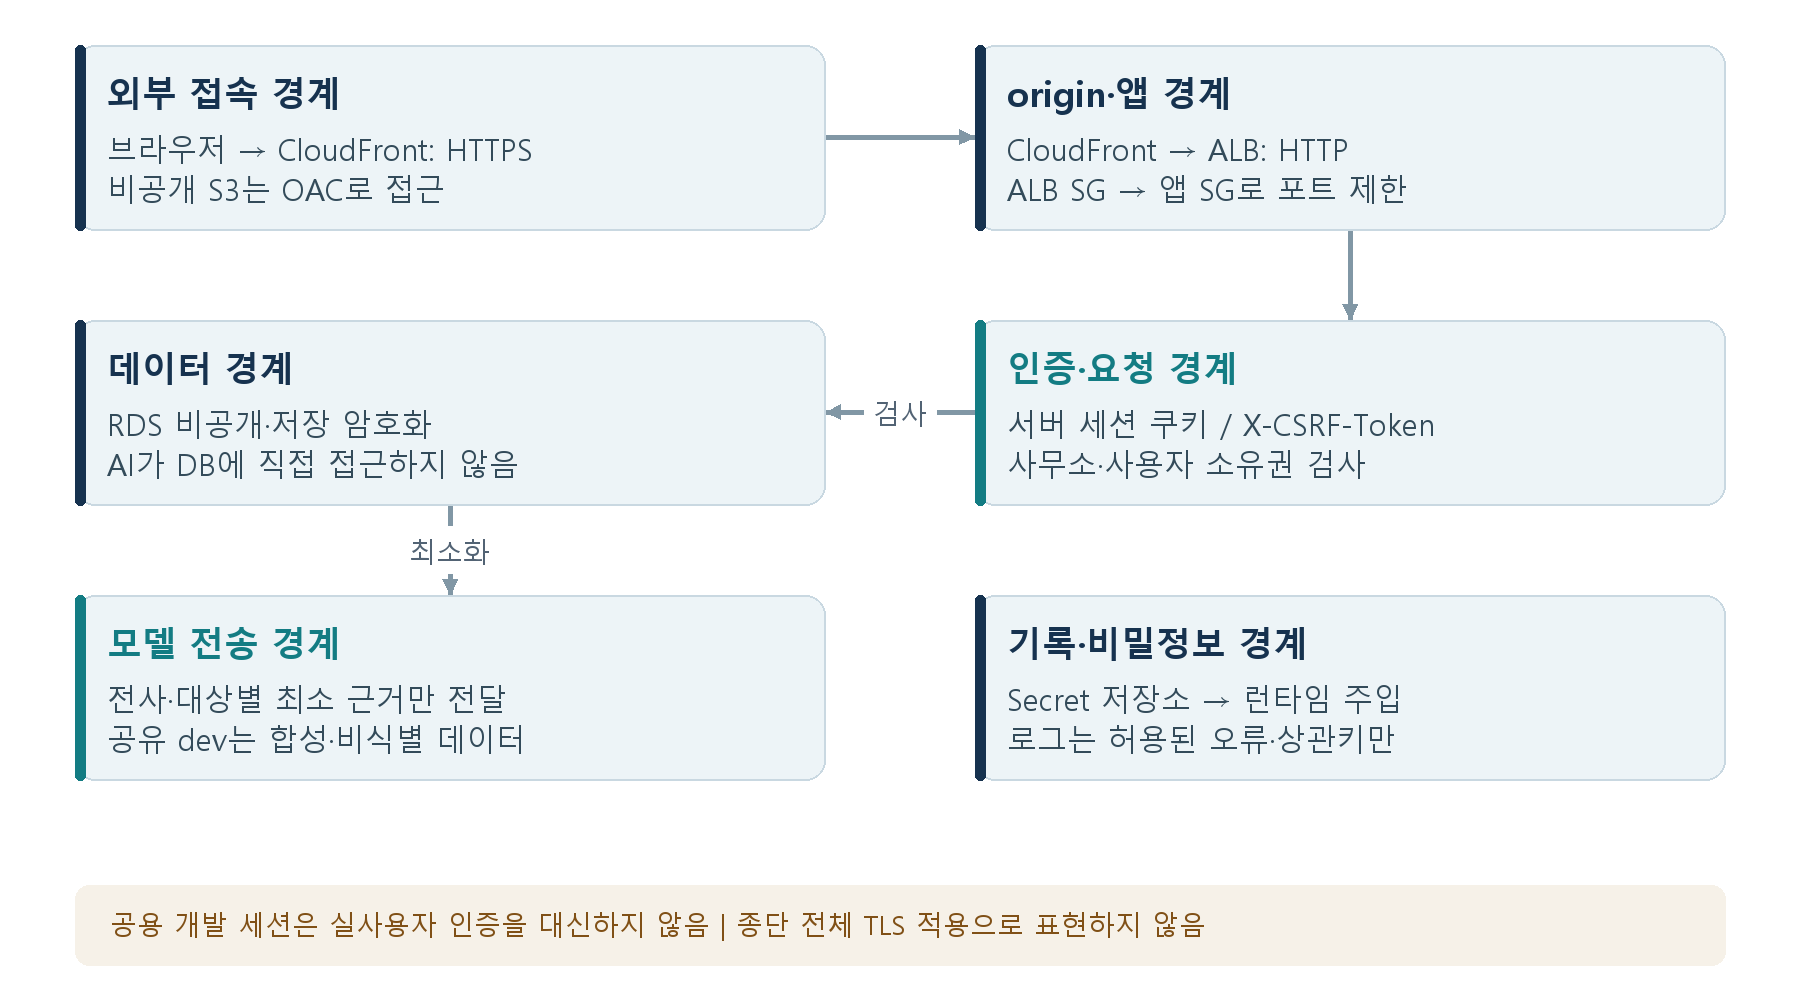 외부 접속 경계
브라우저 → CloudFront: HTTPS
비공개 S3는 OAC로 접근
origin·앱 경계
CloudFront → ALB: HTTP
ALB SG → 앱 SG로 포트 제한
데이터 경계
RDS 비공개·저장 암호화
AI가 DB에 직접 접근하지 않음
검사
인증·요청 경계
서버 세션 쿠키 / X-CSRF-Token
사무소·사용자 소유권 검사
최소화
모델 전송 경계
전사·대상별 최소 근거만 전달
공유 dev는 합성·비식별 데이터
기록·비밀정보 경계
Secret 저장소 → 런타임 주입
로그는 허용된 오류·상관키만
공용 개발 세션은 실사용자 인증을 대신하지 않음 | 종단 전체 TLS 적용으로 표현하지 않음